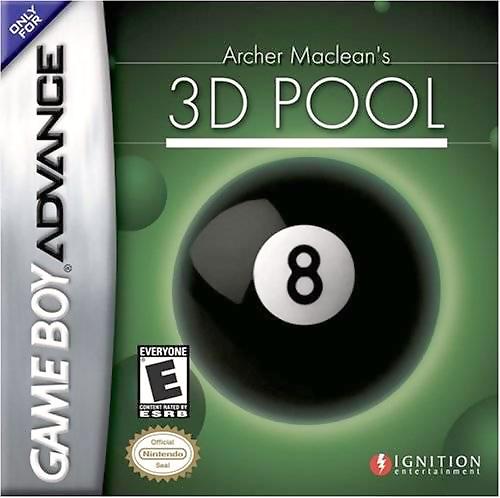 ONLY
FOR
GAME BOY ADVANCE
Archer Maclean's
3D POOL
8
EVERYONE
E
CONTENT RATED BY
ESRB
Official
Nintendo
Seal
IGNITION
entertainment